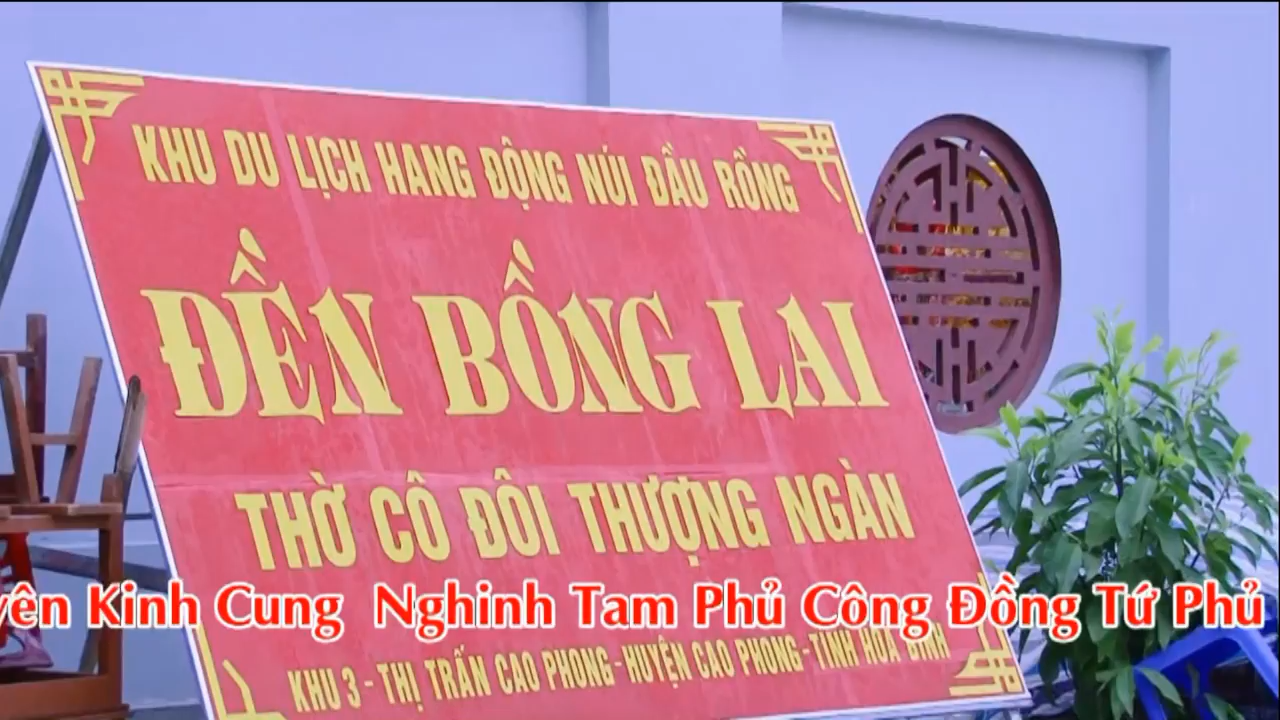 KHU DU LỊCH HANG ĐỘNG NÚI ĐẦU RỒNG
ĐỀN BỒNG LAI
THỜ CÔ ĐÔI THƯỢNG NGÀN
yên Kinh Cung Nghinh Tam Phủ Công Đồng Tứ Phủ
KHU 3 - THỊ TRẤN CAO PHONG - HUYỆN CAO PHONG - TỈNH HÒA BÌNH